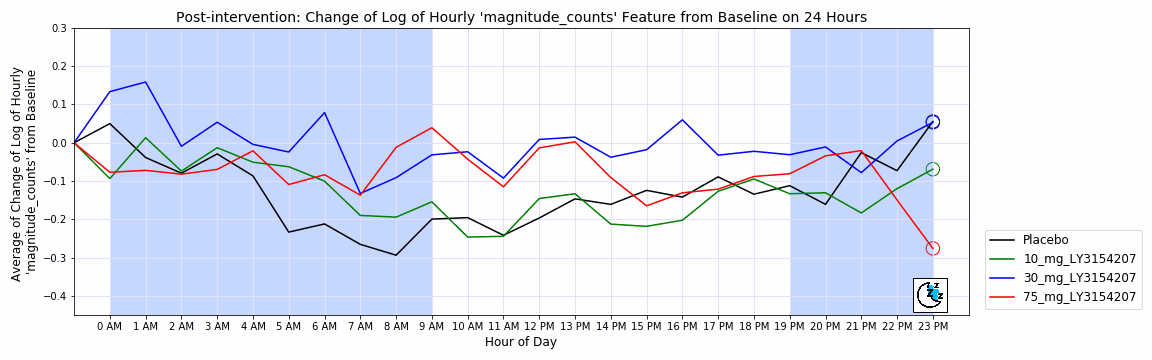 Post-intervention: Change of Log of Hourly 'magnitude_counts' Feature from Baseline on 24 Hours
Average of Change of Log of Hourly
'magnitude_counts' from Baseline
0.3
0.2
0.1
0.0
−0.1
−0.2
−0.3
−0.4
0 AM 1 AM 2 AM 3 AM 4 AM 5 AM 6 AM 7 AM 8 AM 9 AM 10 AM 11 AM 12 PM 13 PM 14 PM 15 PM 16 PM 17 PM 18 PM 19 PM 20 PM 21 PM 22 PM 23 PM
Hour of Day
Placebo
10_mg_LY3154207
30_mg_LY3154207
75_mg_LY3154207